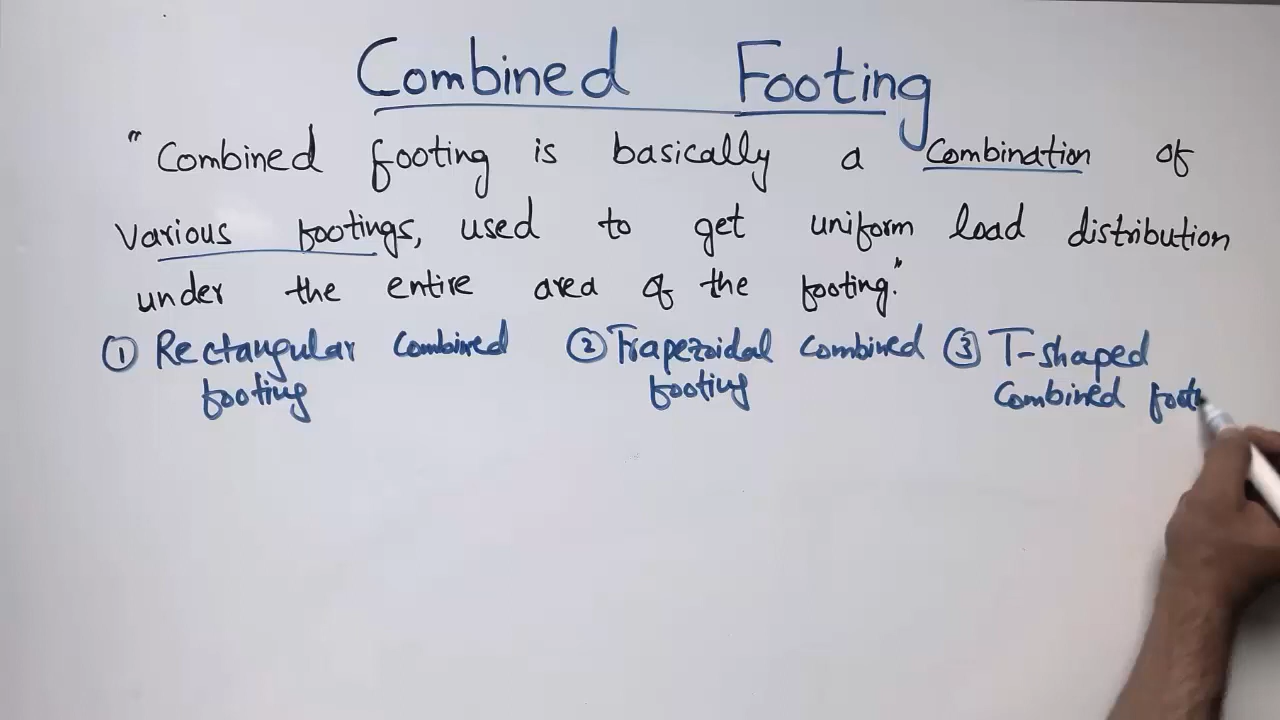 Combined Footing
"Combined footing is basically a Combination of
Various footings, used to get uniform load distribution
under the entire area of the footing."
① Rectangular Combined footing
② Trapezoidal Combined footing
③ T-shaped Combined foot